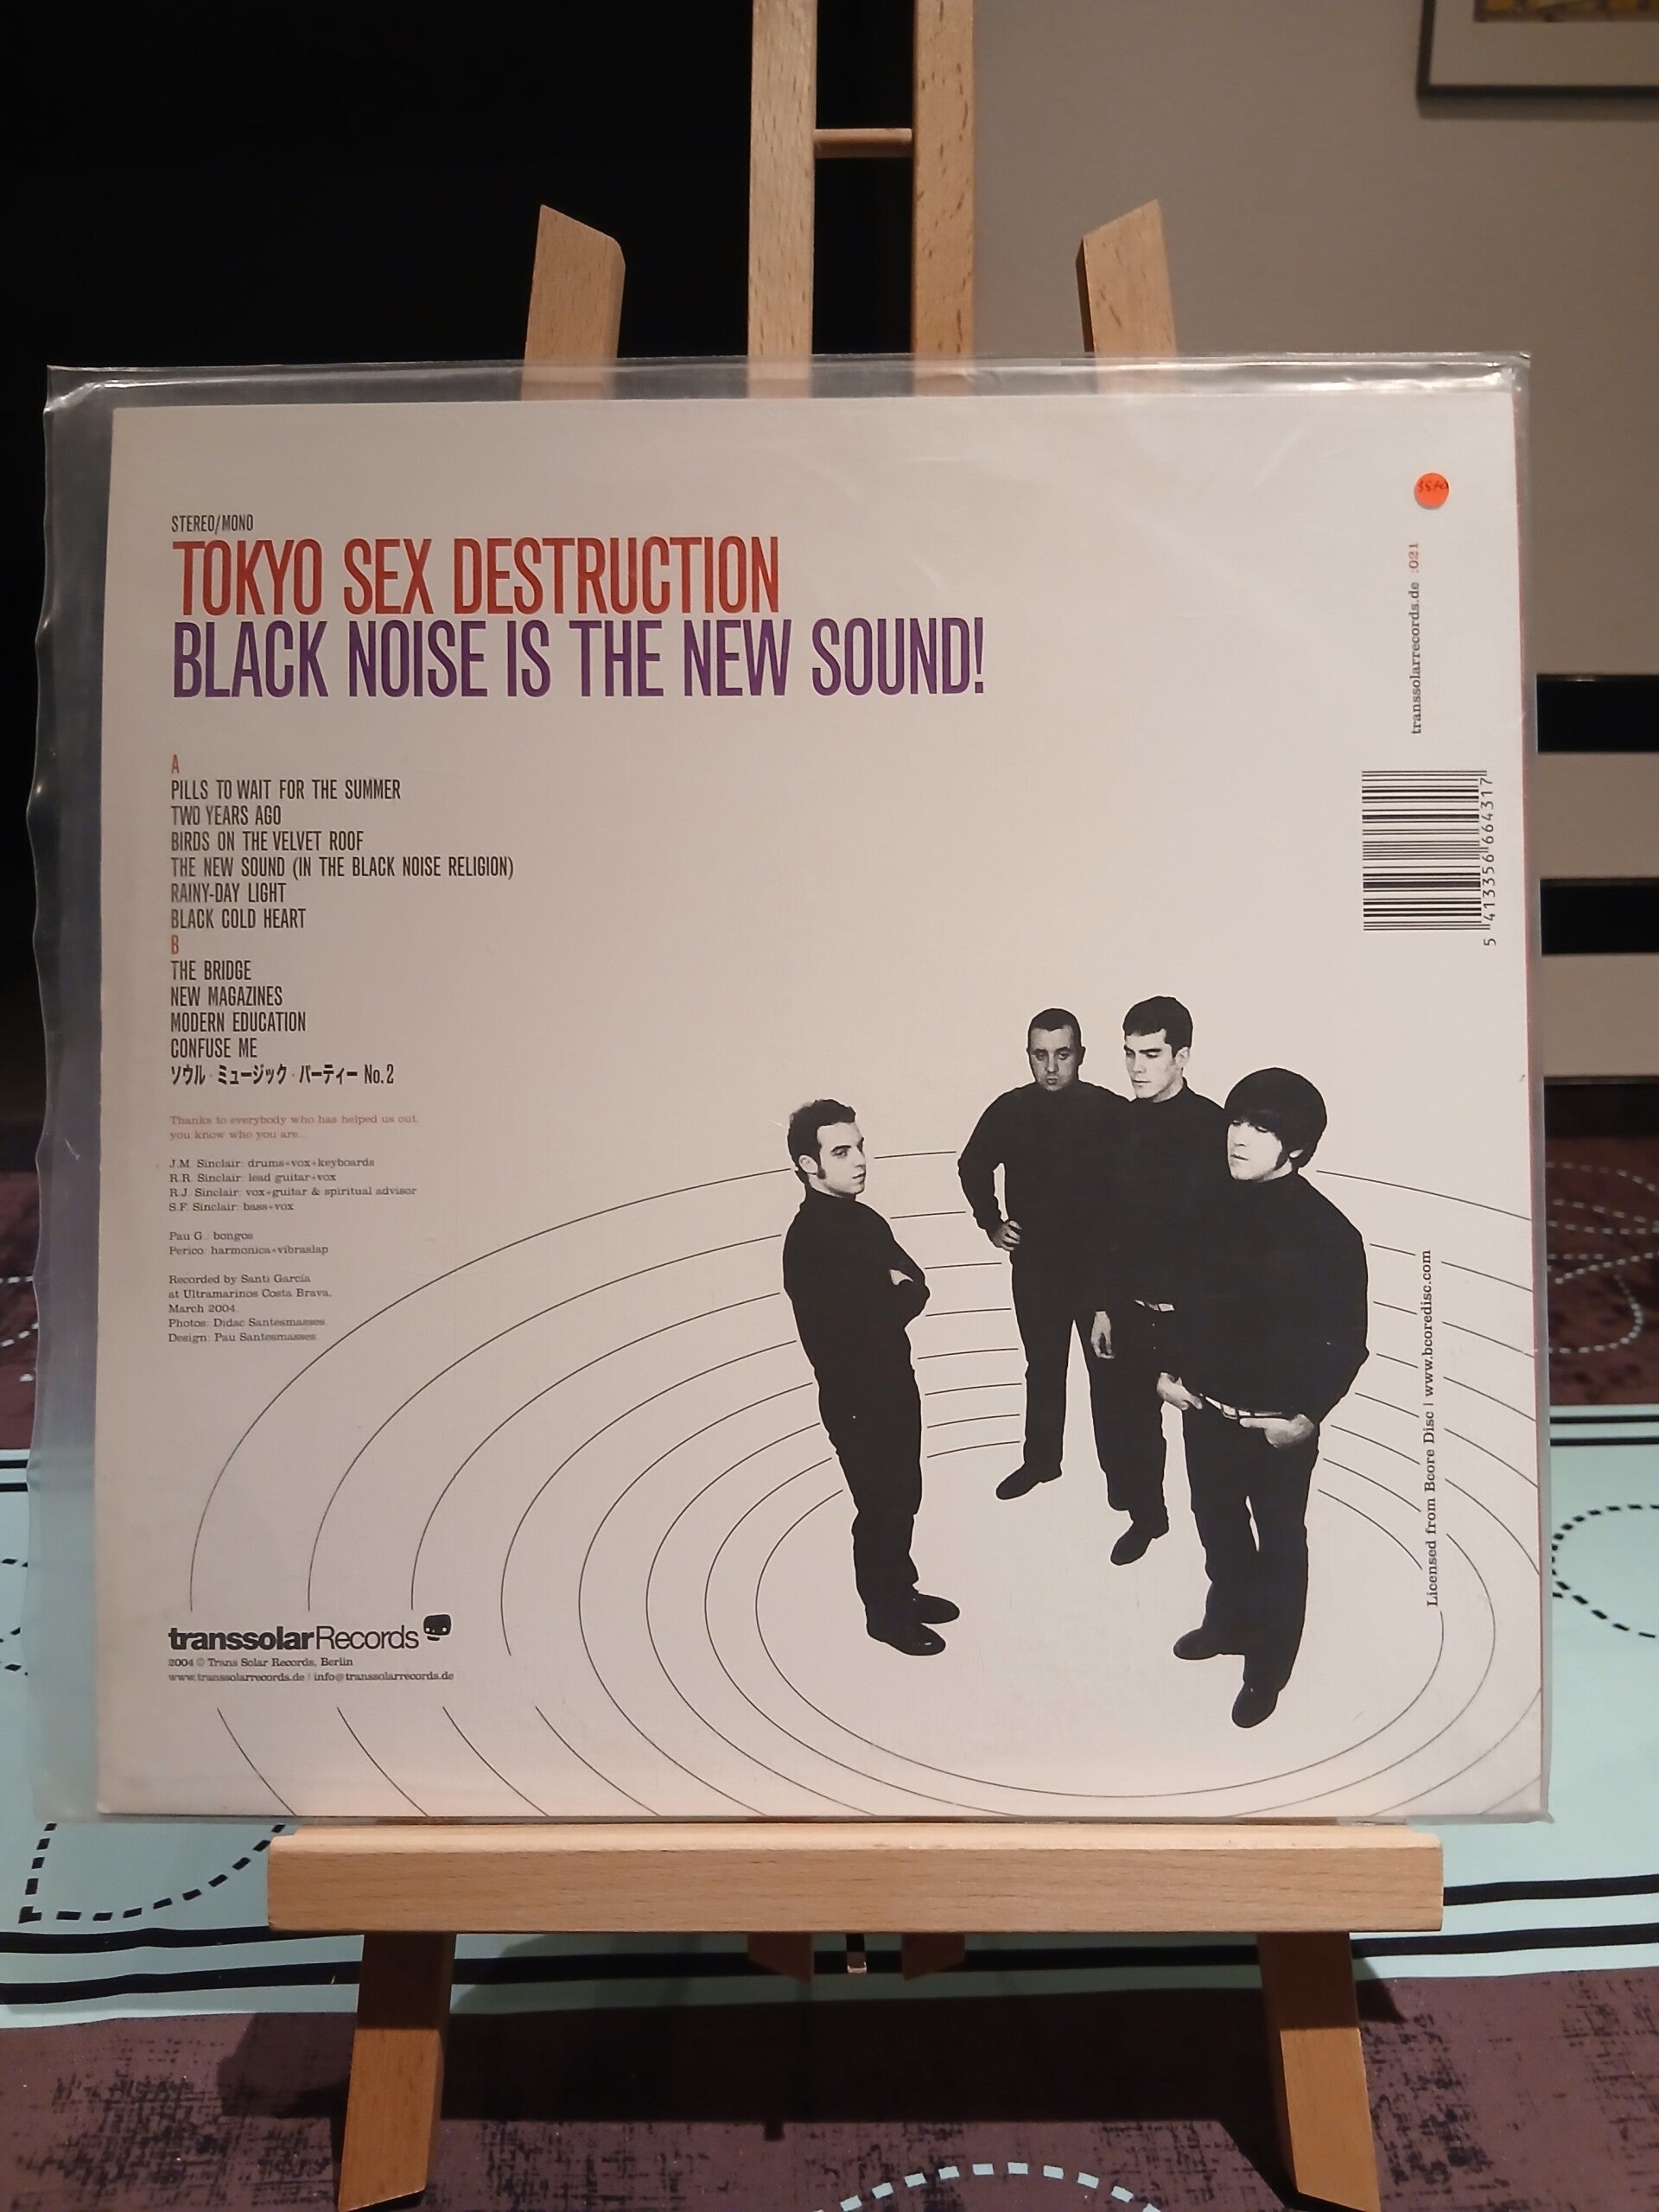 STEREO/MONO
TOKYO SEX DESTRUCTION
BLACK NOISE IS THE NEW SOUND!
A
PILLS TO WAIT FOR THE SUMMER
TWO YEARS AGO
BIRDS ON THE VELVET ROOF
THE NEW SOUND (IN THE BLACK NOISE RELIGION)
RAINY-DAY LIGHT
BLACK COLD HEART
B
THE BRIDGE
NEW MAGAZINES
MODERN EDUCATION
CONFUSE ME
ソウル・ミュージック・パーティー No.2
Thanks to everybody who has helped us out,
you know who you are...
J.M. Sinclair: drums+vox+keyboards
R.R. Sinclair: lead guitar+vox
R.J. Sinclair: vox+guitar & spiritual advisor
S.F. Sinclair: bass+vox
Pau G.: bongos
Perico: harmonica+vibraslap
Recorded by Santi Garcia
at Ultramarinos Costa Brava,
March 2004.
Photos: Didac Santesmasses.
Design: Pau Santesmasses.
transsolarRecords
2004 © Trans Solar Records, Berlin
www.transsolarrecords.de | info@transsolarrecords.de
transsolarrecords.de :021
5 413356 664317
Licensed from Bcore Disc | www.bcoredisc.com